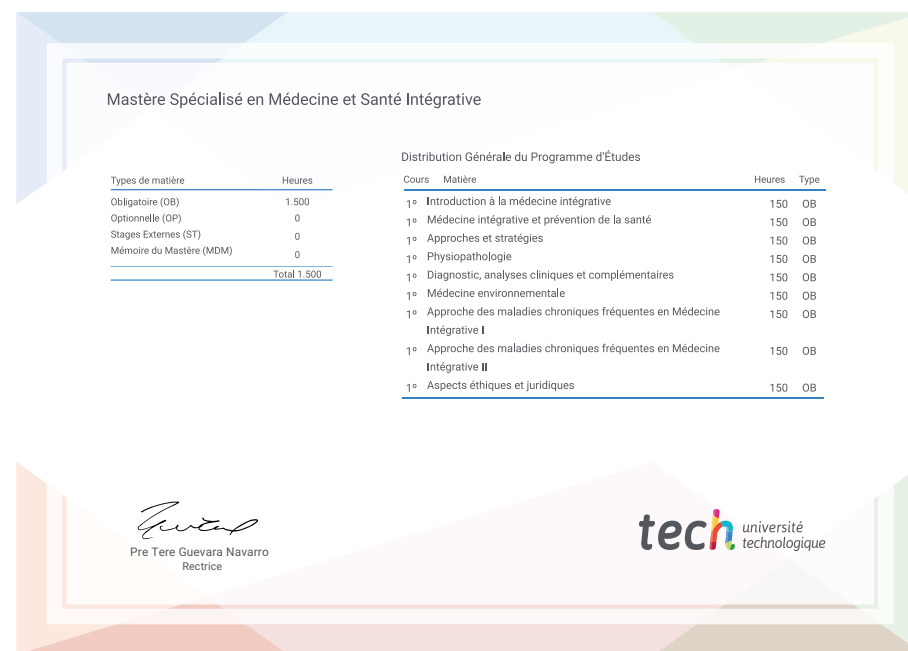 Mastère Spécialisé en Médecine et Santé Intégrative
Types de matière Heures
Obligatoire (OB) 1.500
Optionnelle (OP) 0
Stages Externes (ST) 0
Mémoire du Mastère (MDM) 0
Total 1.500
Distribution Générale du Programme d'Études
Cours Matière Heures Type
1º Introduction à la médecine intégrative 150 OB
1º Médecine intégrative et prévention de la santé 150 OB
1º Approches et stratégies 150 OB
1º Physiopathologie 150 OB
1º Diagnostic, analyses cliniques et complémentaires 150 OB
1º Médecine environnementale 150 OB
1º Approche des maladies chroniques fréquentes en Médecine 150 OB
Intégrative I
1º Approche des maladies chroniques fréquentes en Médecine 150 OB
Intégrative II
1º Aspects éthiques et juridiques 150 OB
Pre Tere Guevara Navarro
Rectrice
tech université
technologique